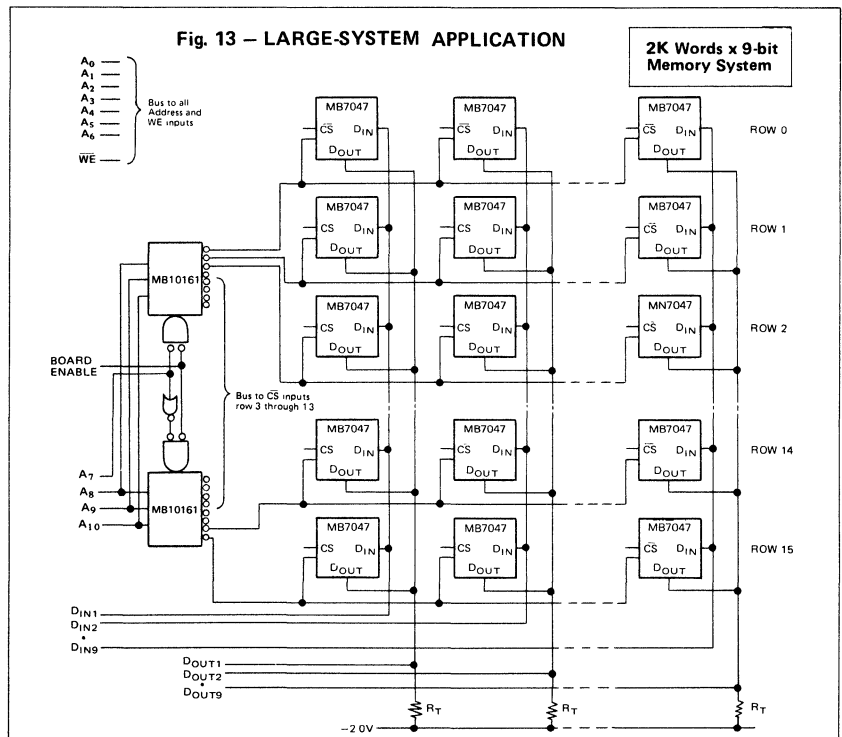 Fig. 13 — LARGE-SYSTEM APPLICATION
2K Words x 9-bit
Memory System
A0
A1
A2
A3
A4
A5
A6
WE
Bus to all
Address and
WE inputs
MB7047
CS DIN
DOUT
MB7047
CS DIN
DOUT
MB7047
CS DIN
DOUT
ROW 0
MB7047
CS DIN
DOUT
MB7047
CS DIN
DOUT
MB7047
CS DIN
DOUT
ROW 1
MB10161
MB7047
CS DIN
DOUT
MB7047
CS DIN
DOUT
MN7047
CS DIN
DOUT
ROW 2
BOARD
ENABLE
Bus to CS inputs
row 3 through 13
MB7047
CS DIN
DOUT
MB7047
CS DIN
DOUT
MB7047
CS DIN
DOUT
ROW 14
A7
A8
A9
A10
MB10161
MB7047
CS DIN
DOUT
MB7047
CS DIN
DOUT
MB7047
CS DIN
DOUT
ROW 15
DIN1
DIN2
DIN9
DOUT1
DOUT2
DOUT9
RT
RT
RT
–2 0V